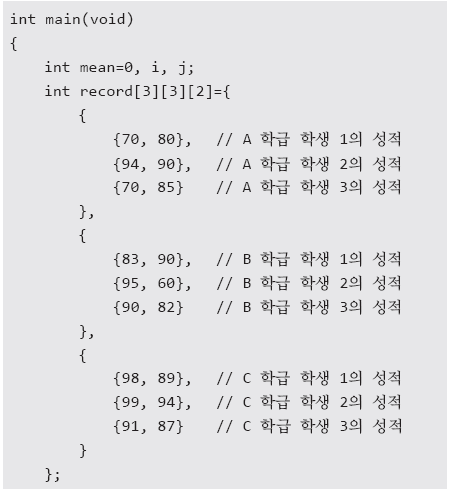 int main(void)
{
    int mean=0, i, j;
    int record[3][3][2]={
        {
            {70, 80},   // A 학급 학생 1의 성적
            {94, 90},   // A 학급 학생 2의 성적
            {70, 85}    // A 학급 학생 3의 성적
        },
        {
            {83, 90},   // B 학급 학생 1의 성적
            {95, 60},   // B 학급 학생 2의 성적
            {90, 82}    // B 학급 학생 3의 성적
        },
        {
            {98, 89},   // C 학급 학생 1의 성적
            {99, 94},   // C 학급 학생 2의 성적
            {91, 87}    // C 학급 학생 3의 성적
        }
    };